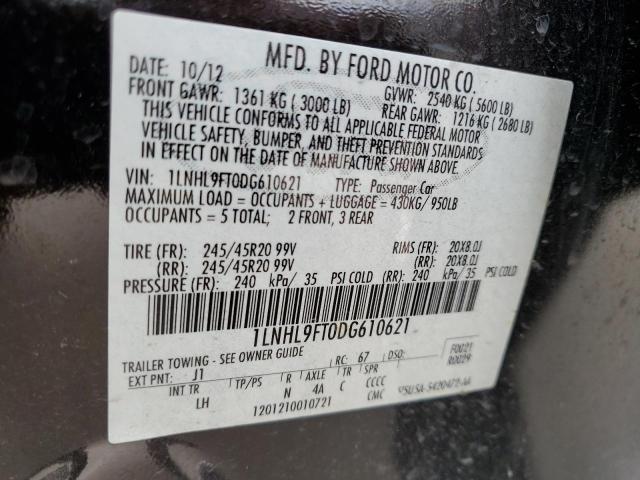 MFD. BY FORD MOTOR CO.
DATE: 10/12 GVWR: 2540 KG ( 5600 LB)
FRONT GAWR: 1361 KG ( 3000 LB) REAR GAWR: 1216 KG ( 2680 LB)
THIS VEHICLE CONFORMS TO ALL APPLICABLE FEDERAL MOTOR
VEHICLE SAFETY, BUMPER, AND THEFT PREVENTION STANDARDS
IN EFFECT ON THE DATE OF MANUFACTURE SHOWN ABOVE.
VIN: 1LNHL9FT0DG610621 TYPE: Passenger Car
MAXIMUM LOAD = OCCUPANTS + LUGGAGE = 430KG/950LB
OCCUPANTS = 5 TOTAL; 2 FRONT, 3 REAR
TIRE (FR): 245/45R20 99V RIMS (FR): 20X8.0J
(RR): 245/45R20 99V (RR): 20X8.0J
PRESSURE (FR): 240 kPa/ 35 PSI COLD (RR): 240 kPa/ 35 PSI COLD
1LNHL9FT0DG610621
TRAILER TOWING - SEE OWNER GUIDE F0021
EXT PNT: J1 RC: 67 DSO: R0029
INT TR TP/PS R AXLE TR SPR
LH N 4A C CCCC
1201210010721 CMC